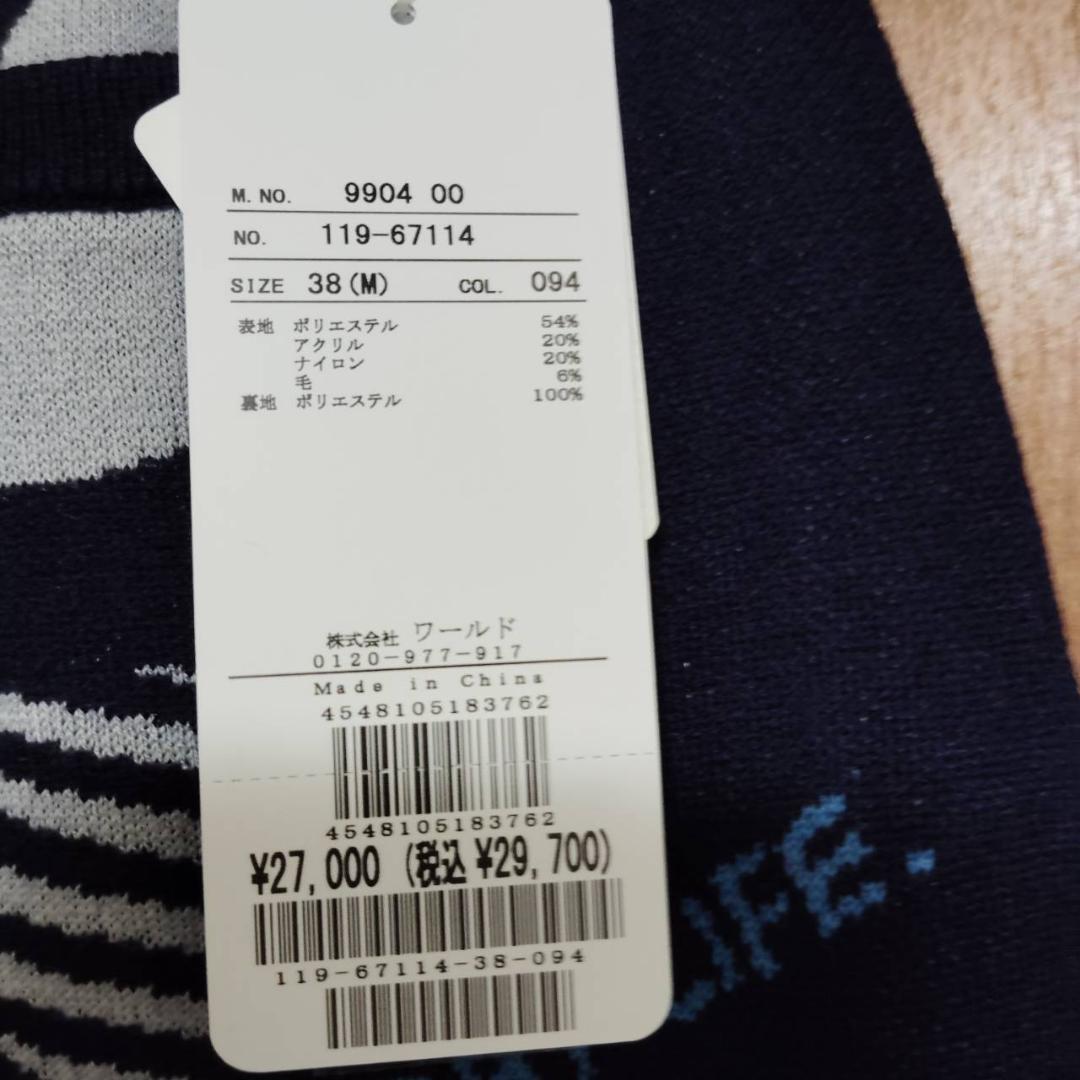 M. NO. 9904 00
NO. 119-67114
SIZE 38(M) COL. 094
表地 ポリエステル 54%
アクリル 20%
ナイロン 20%
毛 6%
裏地 ポリエステル 100%
株式会社 ワールド
0120-977-917
Made in China
4548105183762
4548105183762
¥27,000 (税込¥29,700)
119-67114-38-094
LIFE.